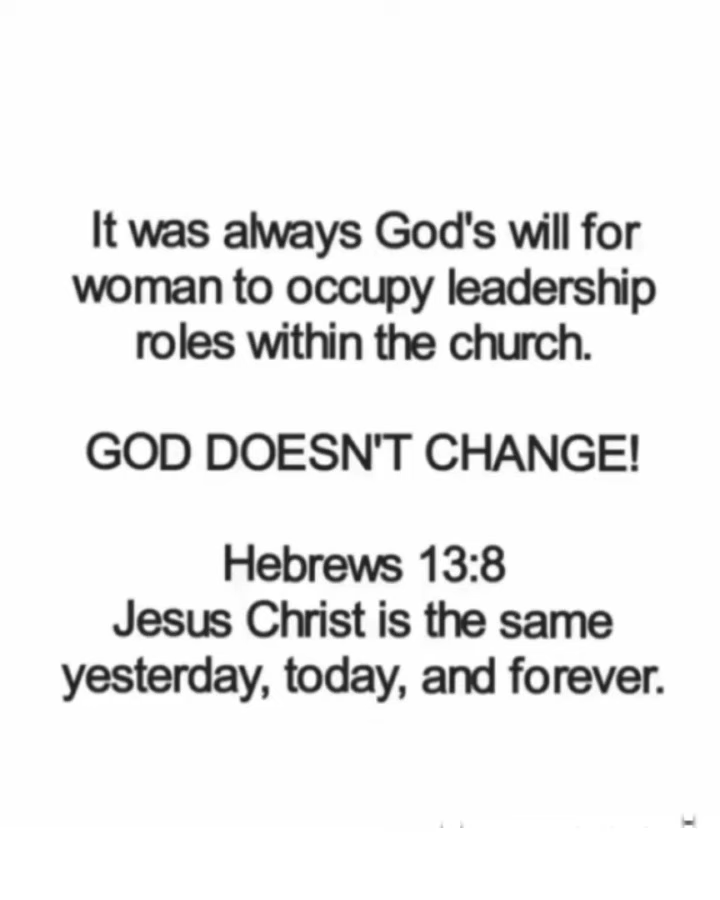 It was always God's will for
woman to occupy leadership
roles within the church.
GOD DOESN'T CHANGE!
Hebrews 13:8
Jesus Christ is the same
yesterday, today, and forever.